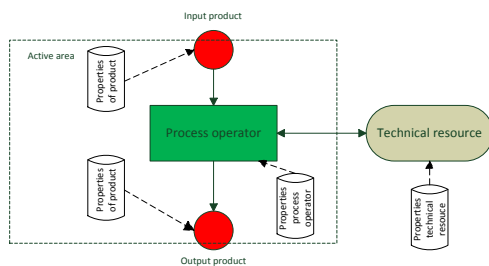 Input product
Active area
Properties
of product
Process operator
Technical resource
Properties
of product
Properties
process
operator
Properties
technical
resouce
Output product